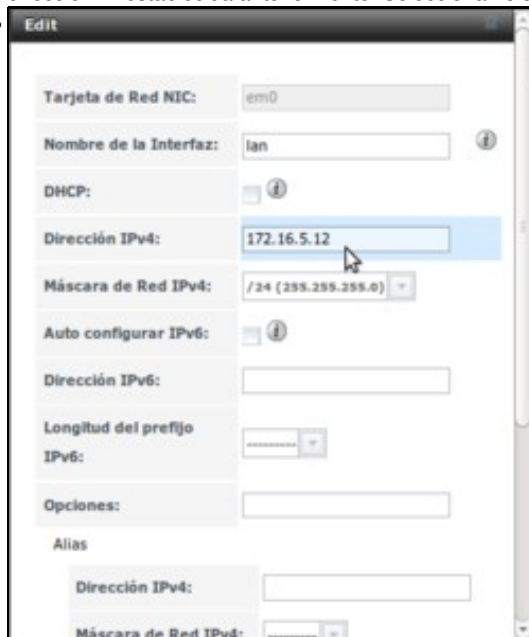 Edit
Tarjeta de Red NIC: em0
Nombre de la Interfaz: lan
DHCP:
Dirección IPv4: 172.16.5.12
Máscara de Red IPv4: /24 (255.255.255.0)
Auto configurar IPv6:
Dirección IPv6:
Longitud del prefijo
IPv6: ---------
Opciones:
Alias
Dirección IPv4:
Máscara de Red IPv4: ---------